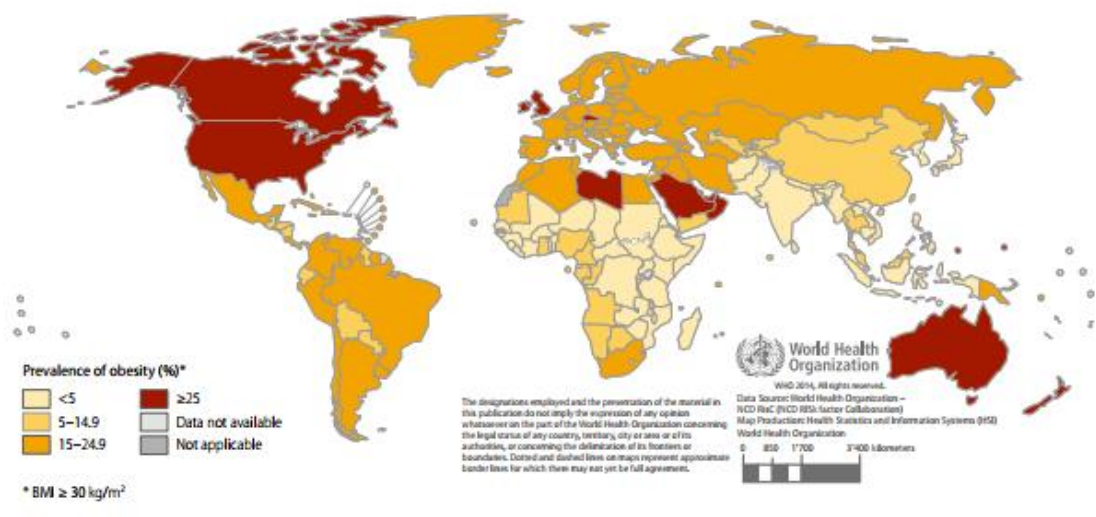 Prevalence of obesity (%)*
<5
5–14.9
15–24.9
≥25
Data not available
Not applicable
* BMI ≥ 30 kg/m²
The designations employed and the presentation of the material in
this publication do not imply the expression of any opinion
whatsoever on the part of the World Health Organization concerning
the legal status of any country, territory, city or area or of its
authorities, or concerning the delimitation of its frontiers or
boundaries. Dotted and dashed lines on maps represent approximate
border lines for which there may not yet be full agreement.
World Health
Organization
WHO 2014, All rights reserved.
Data Source: World Health Organization –
NCD RisC (NCD RISk factor Collaboration)
Map Production: Health Statistics and Information Systems (HSI)
World Health Organization
0 850 1'700 3'400 kilometers